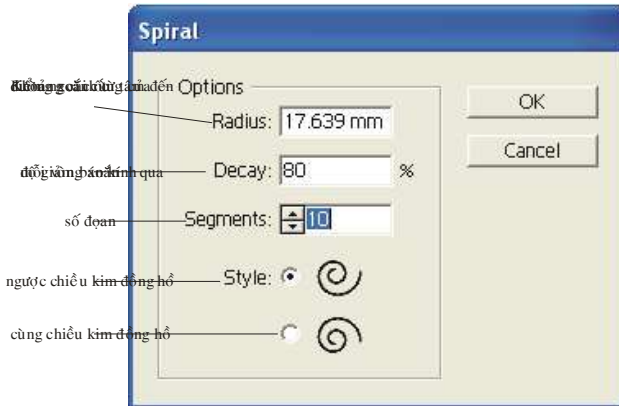 Spiral
Options
Radius: 17.639 mm
OK
Decay: 80 %
Cancel
số đoạn
Segments: 10
ngược chiều kim đồng hồ
Style:
cùng chiều kim đồng hồ